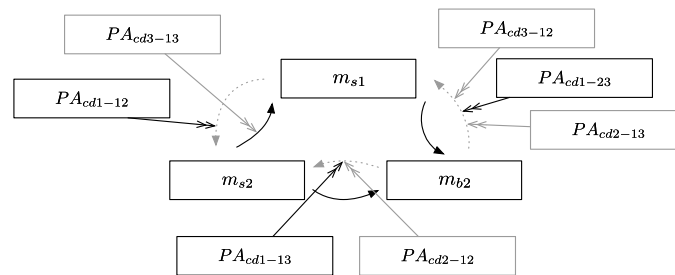 PA_{cd3-13}
PA_{cd3-12}
m_{s1}
PA_{cd1-23}
PA_{cd1-12}
PA_{cd2-13}
m_{s2}
m_{b2}
PA_{cd1-13}
PA_{cd2-12}